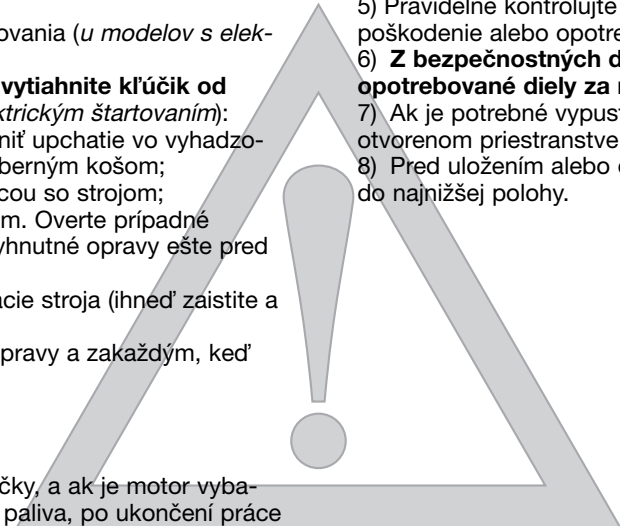 ovania (u modelov s elek-
vytiahnite kľúčik od
ktrickým štartovaním):
niť upchatie vo vyhadzo-
berným košom;
cou so strojom;
m. Overte prípadné
yhnutné opravy ešte pred
acie stroja (ihneď zaistite a
pravy a zakaždým, keď
čky, a ak je motor vyba-
paliva, po ukončení práce
5) Pravidelne kontrolujte
poškodenie alebo opotre
6) Z bezpečnostných d
opotrebované diely za
7) Ak je potrebné vypus
otvorenom priestranstve
8) Pred uložením alebo
do najnižšej polohy.